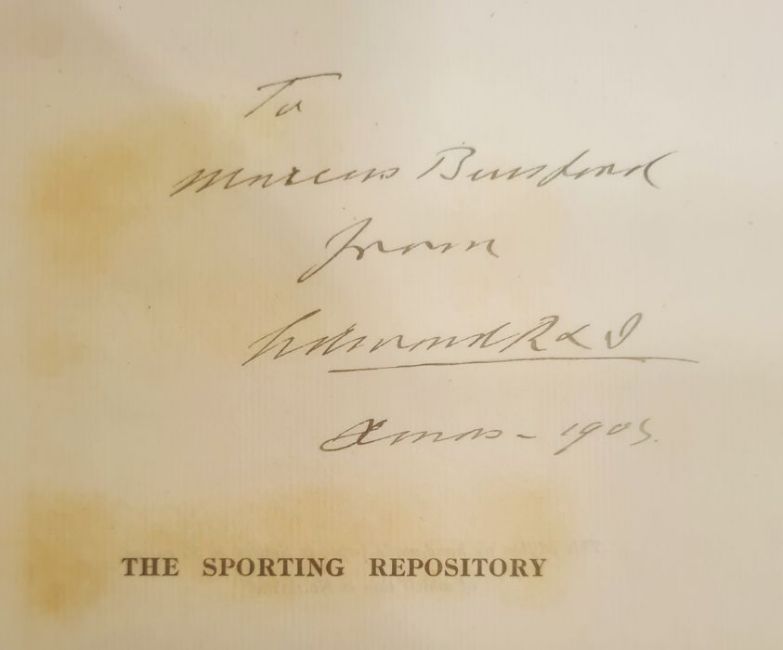 To
Marcus Beresford
from
Edward R & I
Xmas - 1905.
THE SPORTING REPOSITORY